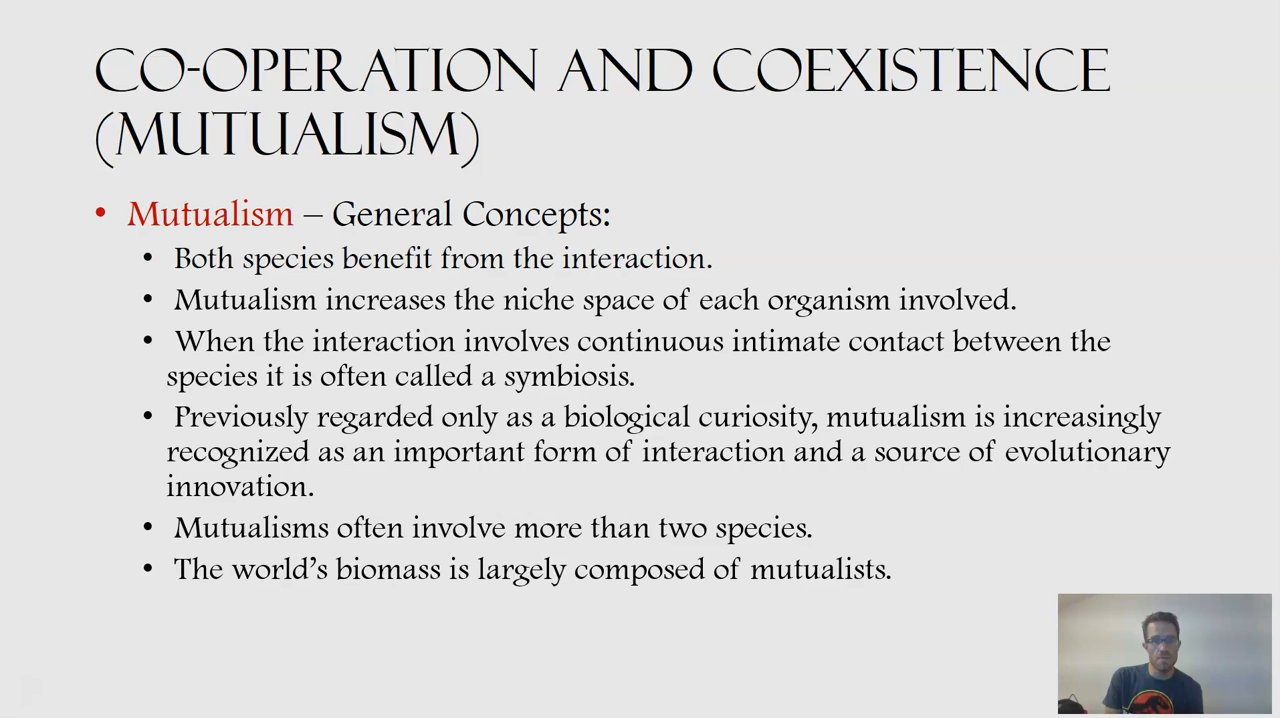 CO-OPERATION AND COEXISTENCE
(MUTUALISM)
• Mutualism – General Concepts:
• Both species benefit from the interaction.
• Mutualism increases the niche space of each organism involved.
• When the interaction involves continuous intimate contact between the
species it is often called a symbiosis.
• Previously regarded only as a biological curiosity, mutualism is increasingly
recognized as an important form of interaction and a source of evolutionary
innovation.
• Mutualisms often involve more than two species.
• The world’s biomass is largely composed of mutualists.